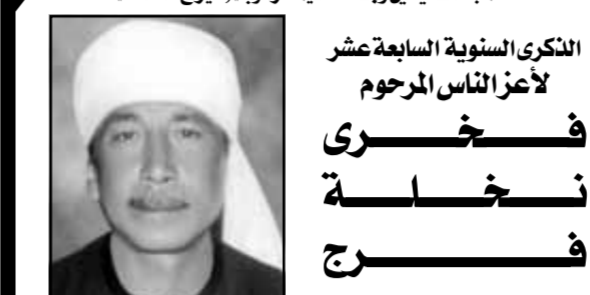 الذكرى السنوية السابعة عشر
لأعز الناس المرحوم
فخرى
نخلة
فرج